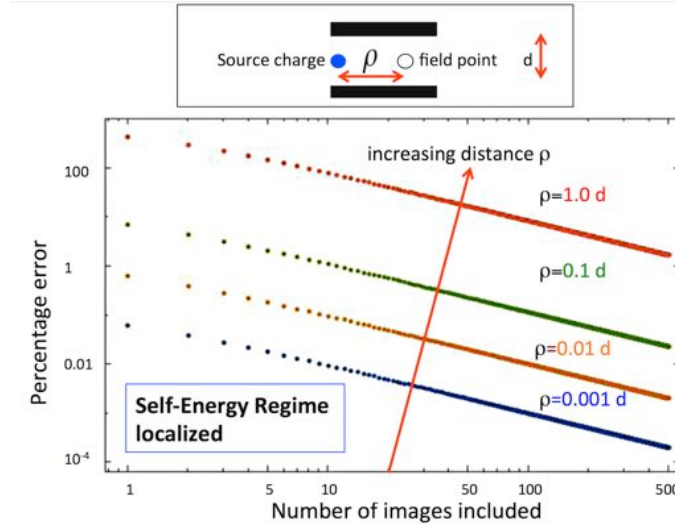 Source charge ρ field point d
increasing distance ρ
ρ=1.0 d
ρ=0.1 d
ρ=0.01 d
ρ=0.001 d
Self-Energy Regime
localized
Percentage error
100
1
0.01
10⁻⁴
1 5 10 50 100 500
Number of images included